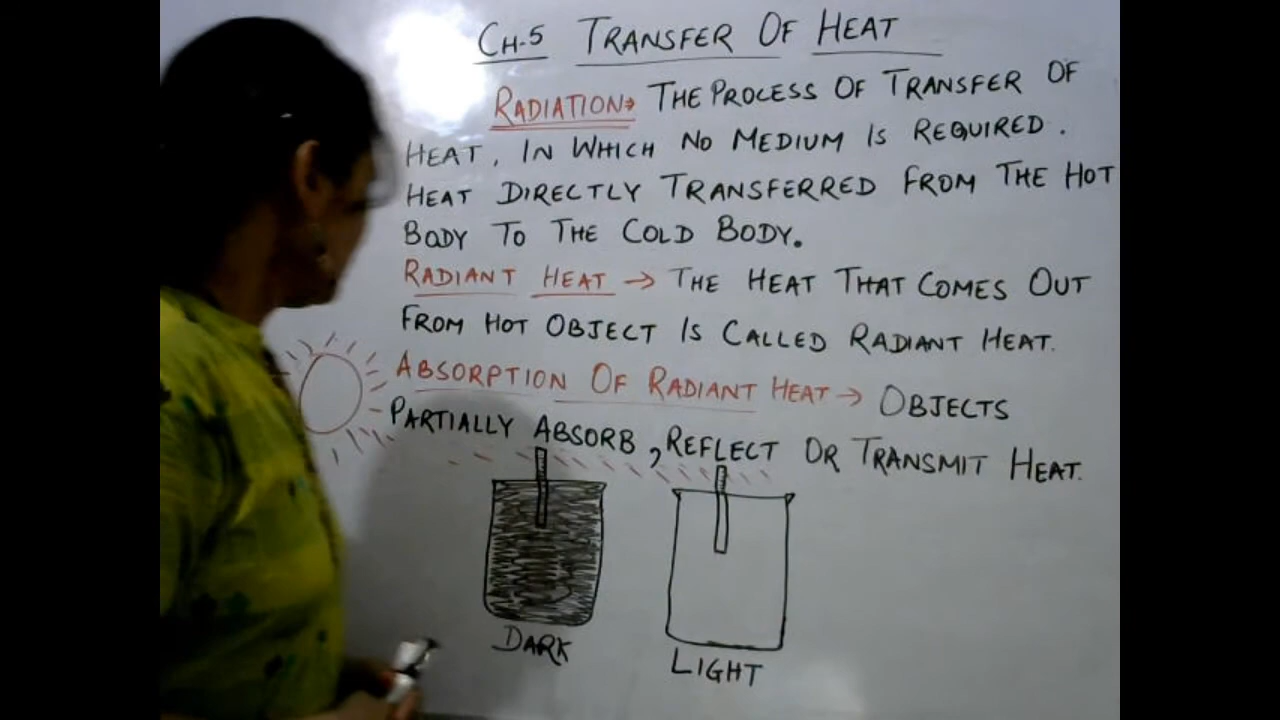 CH-5 TRANSFER OF HEAT
RADIATION→ THE PROCESS OF TRANSFER OF
HEAT, IN WHICH NO MEDIUM IS REQUIRED.
HEAT DIRECTLY TRANSFERRED FROM THE HOT
BODY TO THE COLD BODY.
RADIANT HEAT → THE HEAT THAT COMES OUT
FROM HOT OBJECT IS CALLED RADIANT HEAT.
ABSORPTION OF RADIANT HEAT → OBJECTS
PARTIALLY ABSORB, REFLECT OR TRANSMIT HEAT.
DARK
LIGHT